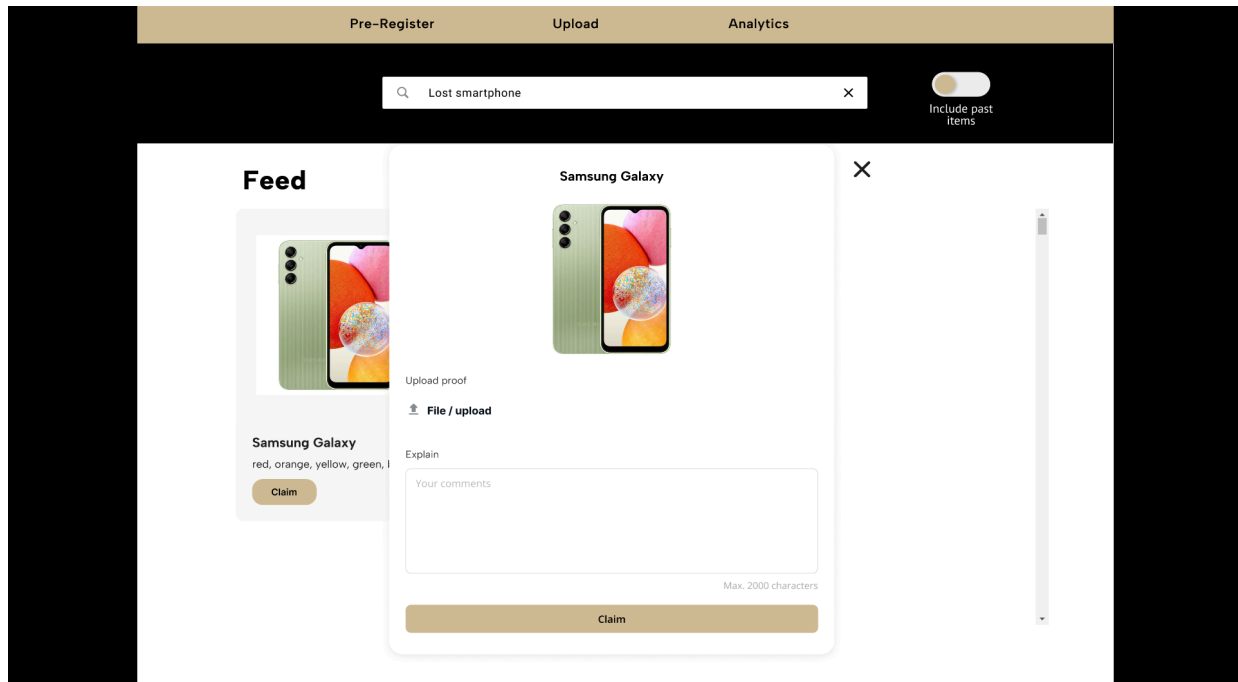 Pre-Register Upload Analytics
Lost smartphone
Include past
items
Feed
Samsung Galaxy
red, orange, yellow, green,
Claim
Samsung Galaxy
Upload proof
File / upload
Explain
Your comments
Max. 2000 characters
Claim